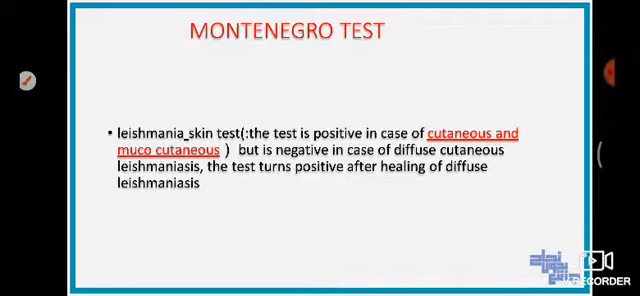 MONTENEGRO TEST
• leishmania_skin test(:the test is positive in case of cutaneous and
muco cutaneous ) but is negative in case of diffuse cutaneous
leishmaniasis, the test turns positive after healing of diffuse
leishmaniasis
RECORDER